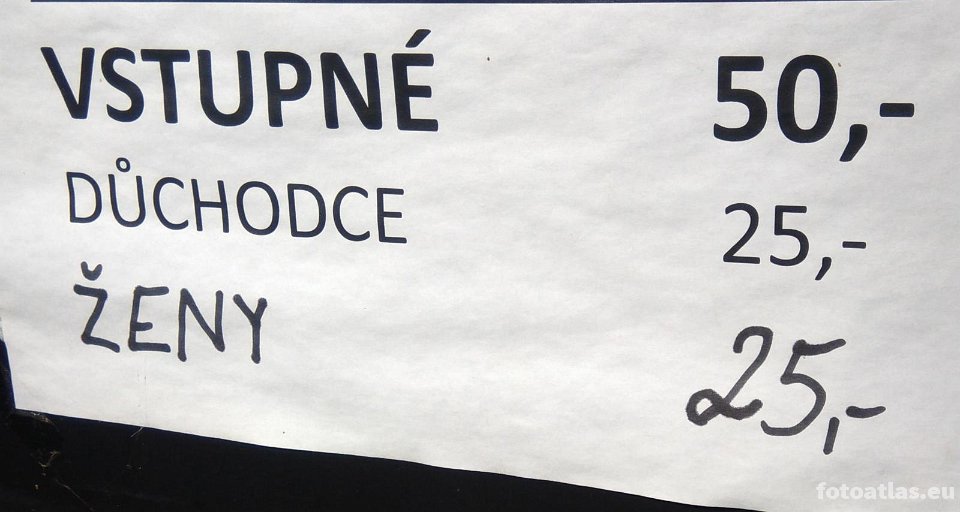 VSTUPNÉ 50,-
DŮCHODCE 25,-
ŽENY 25,-
fotoatlas.eu